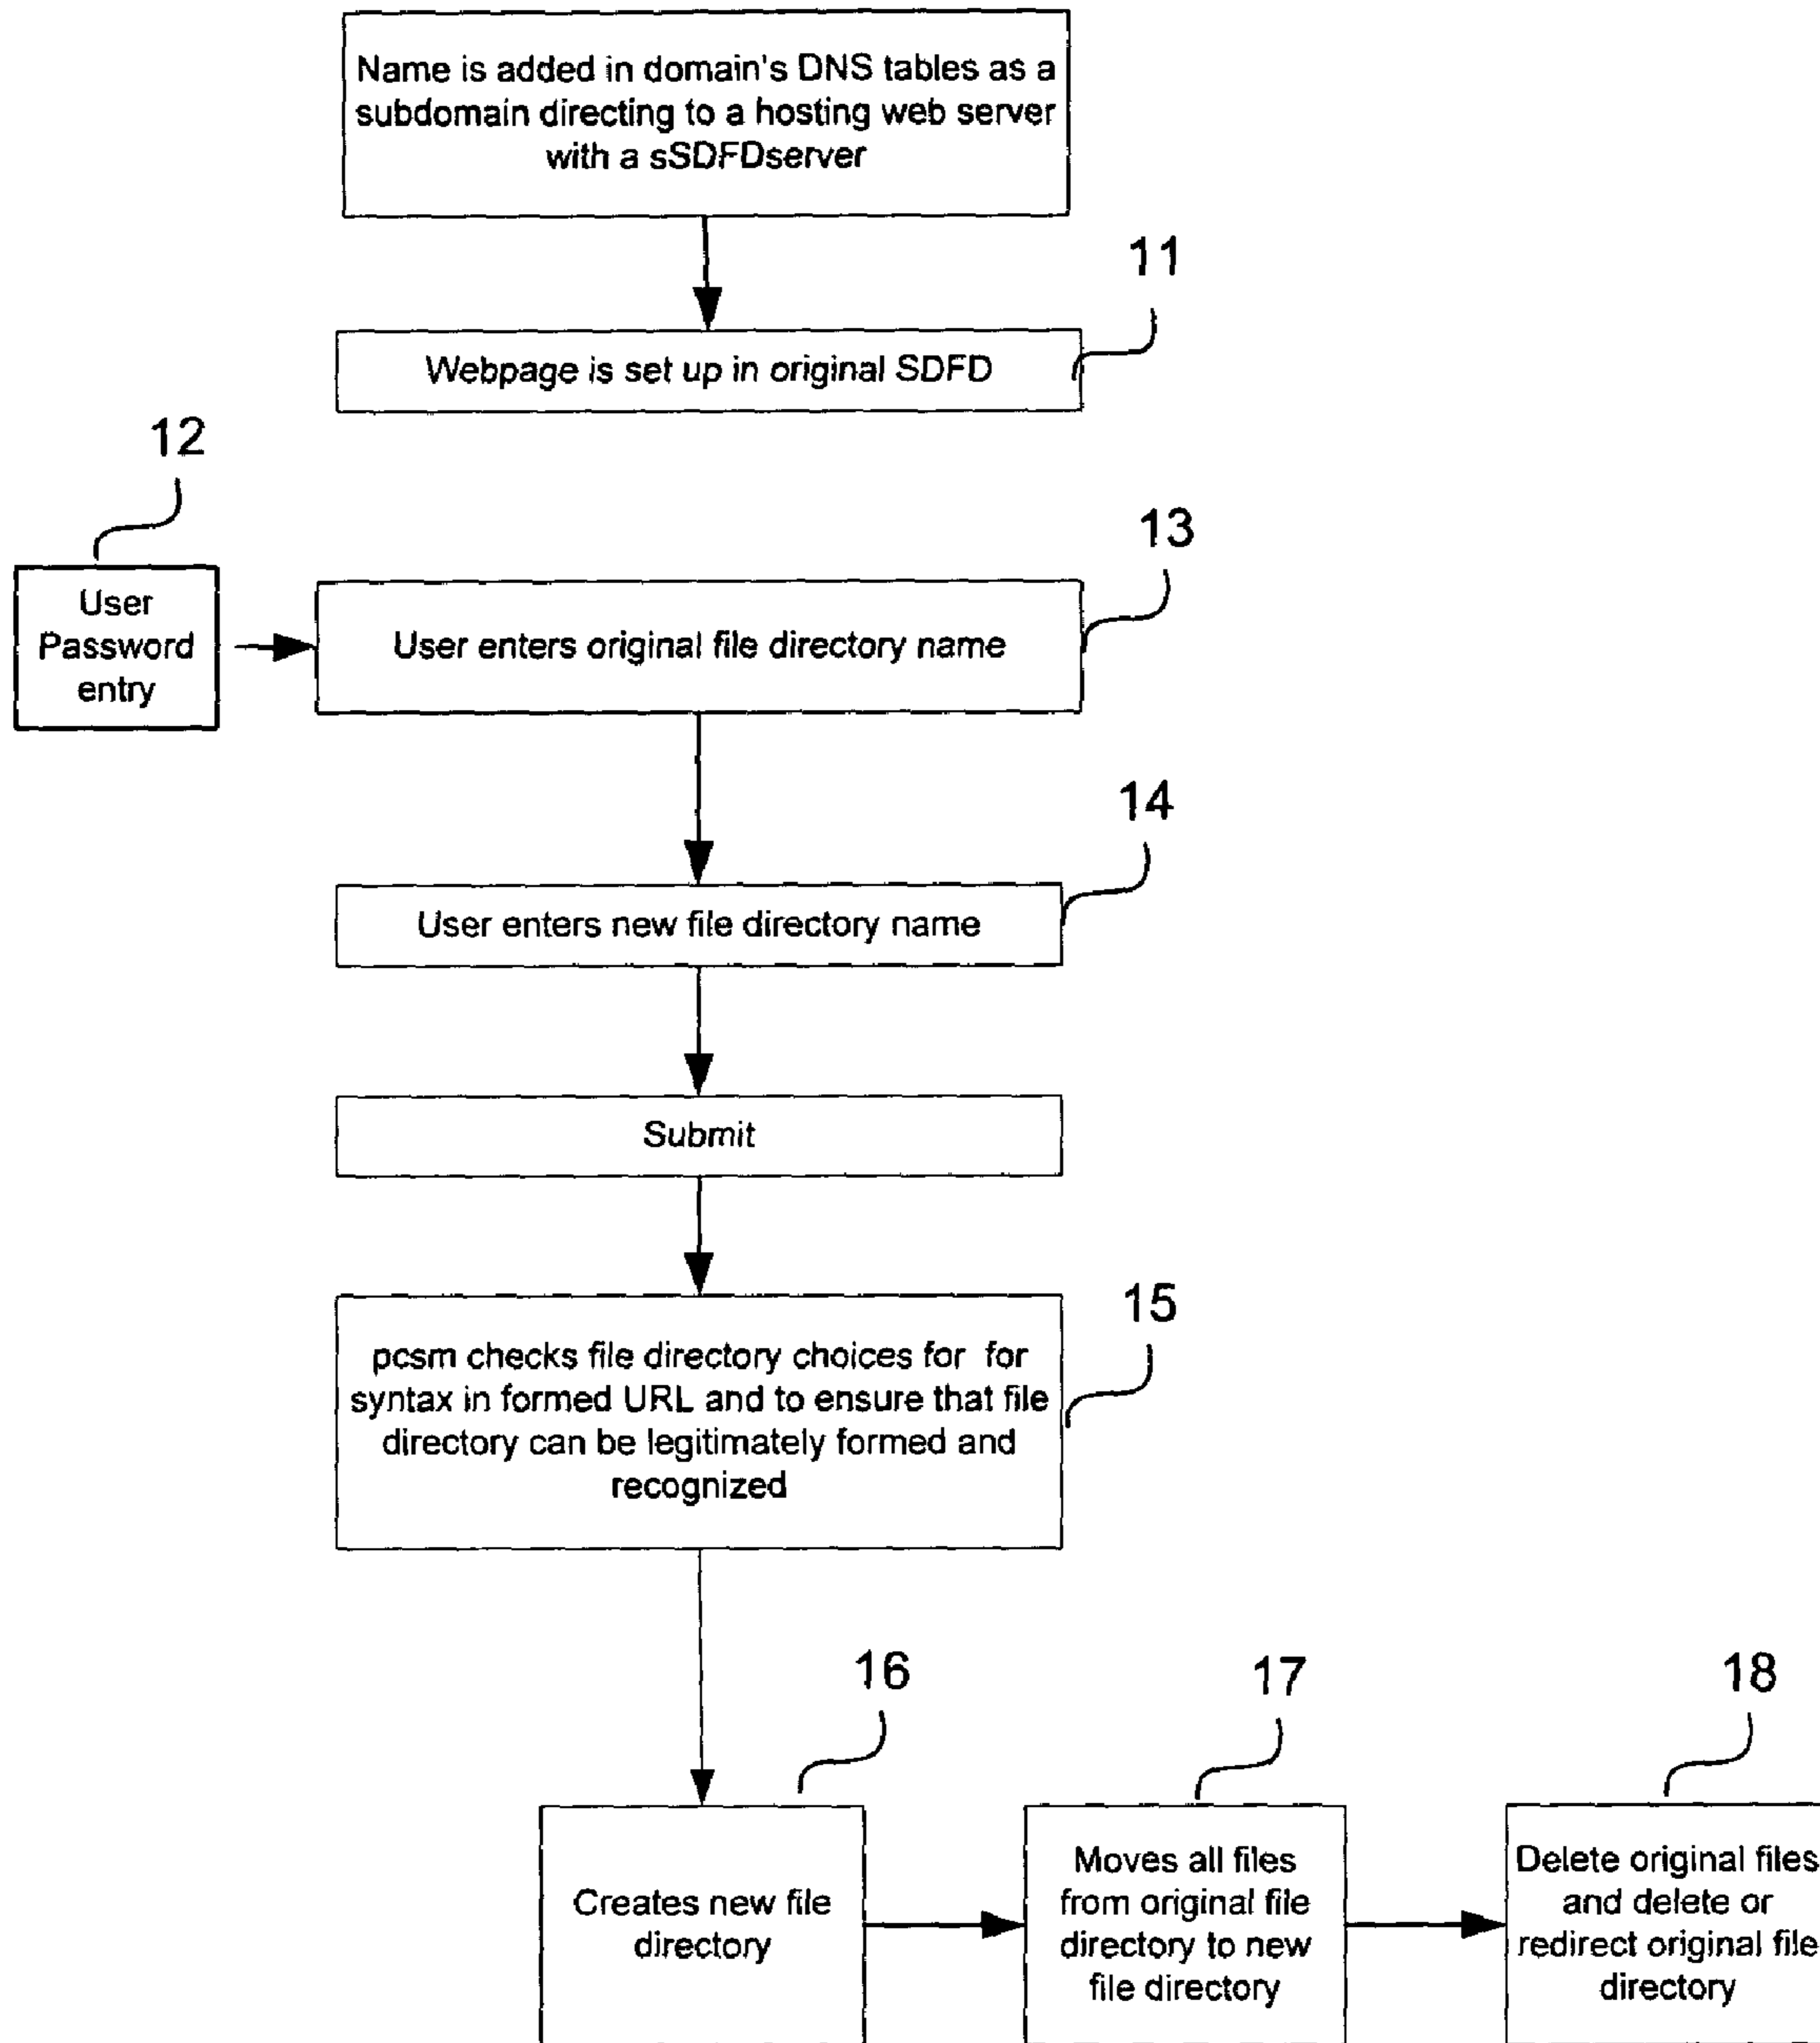 Name is added in domain's DNS tables as a
subdomain directing to a hosting web server
with a sSDFDserver
11
Webpage is set up in original SDFD
12
User
Password
entry
13
User enters original file directory name
14
User enters new file directory name
Submit
15
pcsm checks file directory choices for for
syntax in formed URL and to ensure that file
directory can be legitimately formed and
recognized
16
Creates new file
directory
17
Moves all files
from original file
directory to new
file directory
18
Delete original files
and delete or
redirect original file
directory